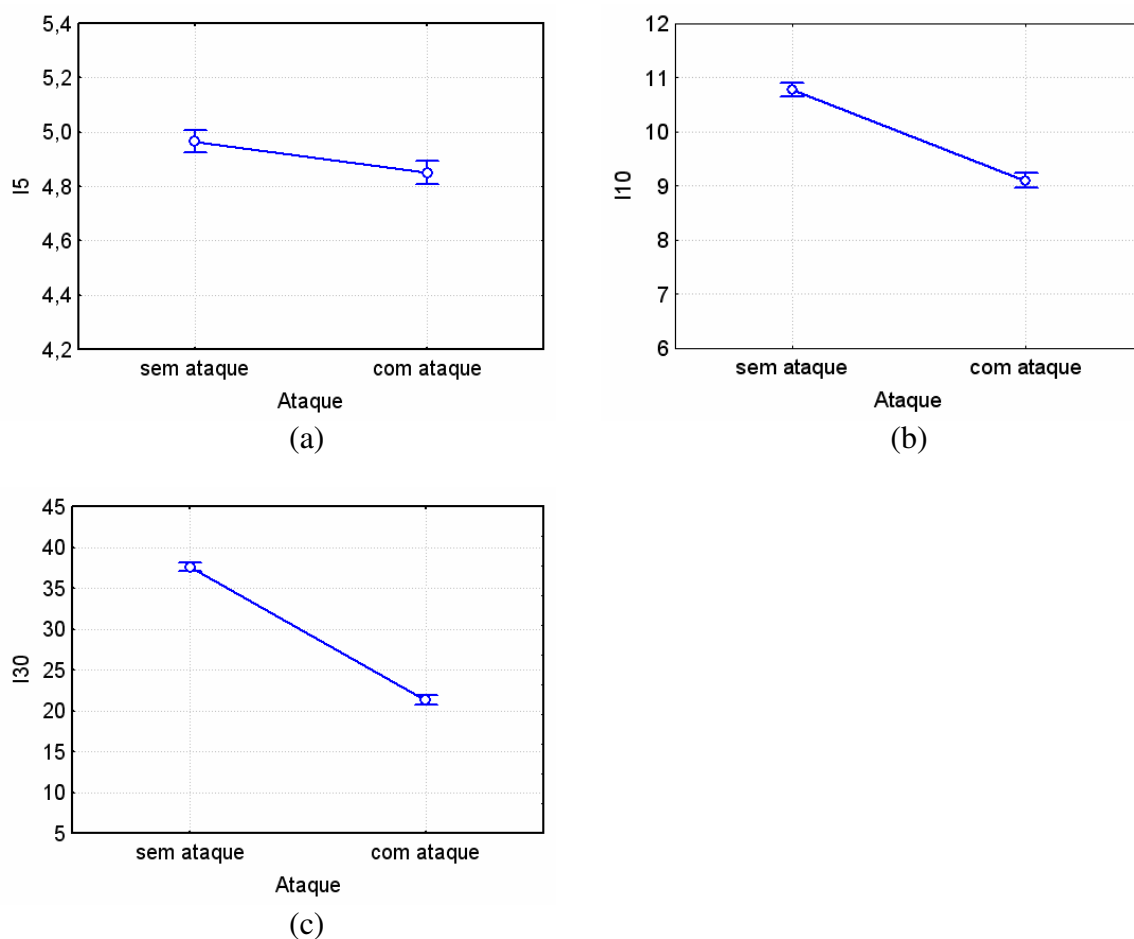 5,4
5,2
5,0
4,8
4,6
4,4
4,2
I5
sem ataque com ataque
Ataque
(a)
12
11
10
9
8
7
6
I10
sem ataque com ataque
Ataque
(b)
45
40
35
30
25
20
15
10
5
I30
sem ataque com ataque
Ataque
(c)